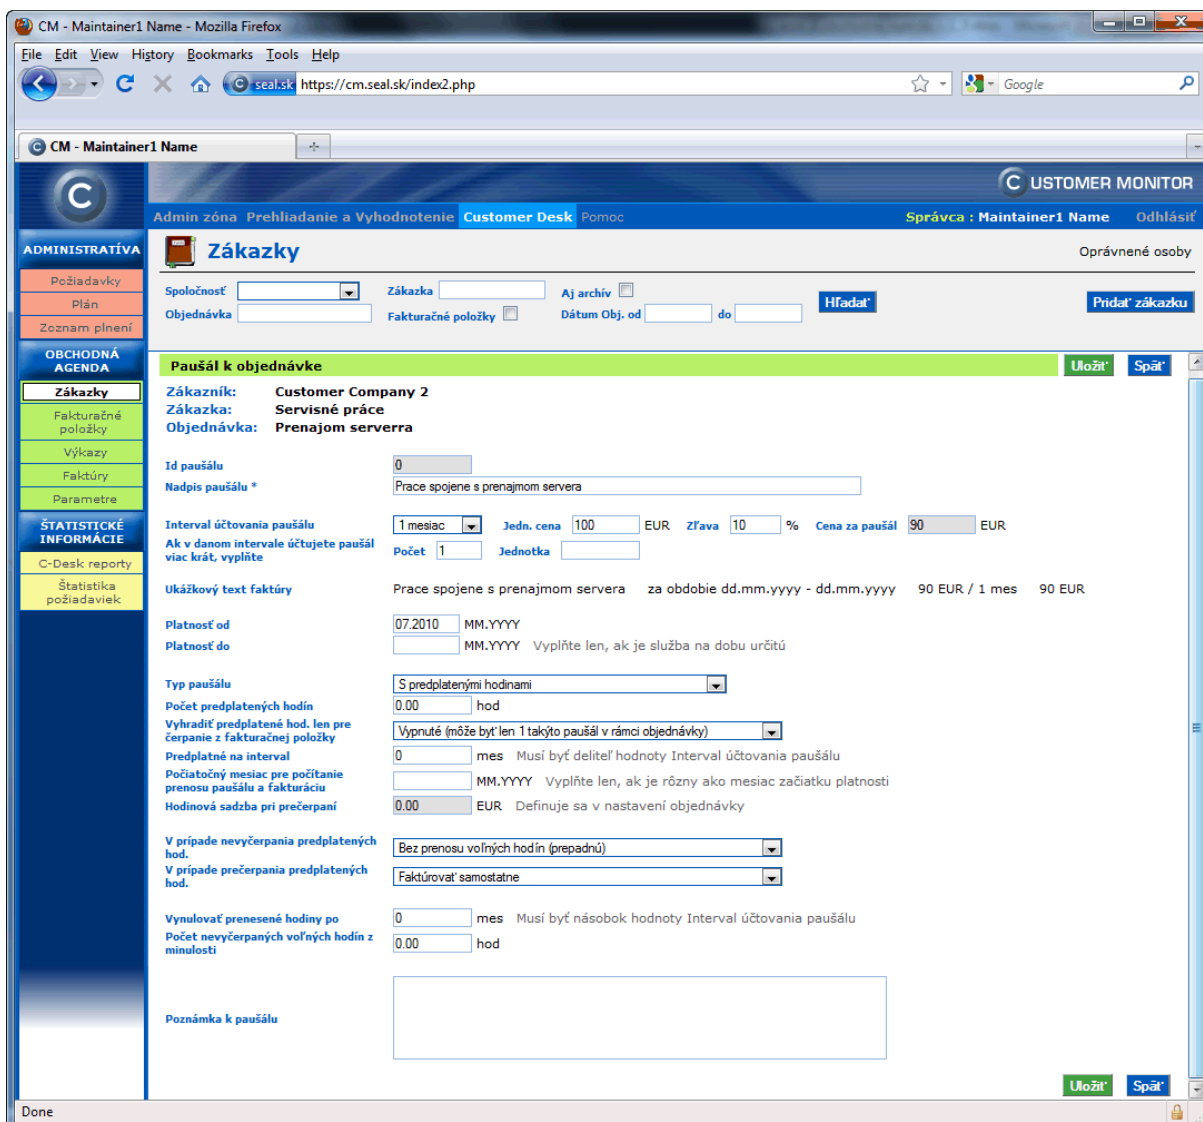 CM - Maintainer1 Name - Mozilla Firefox
File Edit View History Bookmarks Tools Help
seal.sk https://cm.seal.sk/index2.php
Google
CM - Maintainer1 Name
C USTOMER MONITOR
Admin zóna Prehliadanie a Vyhodnotenie Customer Desk Pomoc Správca : Maintainer1 Name Odhlásiť
ADMINISTRATÍVA
Požiadavky
Plán
Zoznam plnení
OBCHODNÁ
AGENDA
Zákazky
Fakturačné
položky
Výkazy
Faktúry
Parametre
ŠTATISTICKÉ
INFORMÁCIE
C-Desk reporty
Štatistika
požiadaviek
Zákazky
Oprávnené osoby
Spoločnosť Zákazka Aj archív
Hľadať Pridať zákazku
Objednávka Fakturačné položky Dátum Obj. od do
Paušál k objednávke Uložiť Späť
Zákazník: Customer Company 2
Zákazka: Servisné práce
Objednávka: Prenajom serverra
Id paušálu 0
Nadpis paušálu * Prace spojene s prenajmom servera
Interval účtovania paušálu 1 mesiac Jedn. cena 100 EUR Zľava 10 % Cena za paušál 90 EUR
Ak v danom intervale účtujete paušál
viac krát, vyplňte Počet 1 Jednotka
Ukážkový text faktúry Prace spojene s prenajmom servera za obdobie dd.mm.yyyy - dd.mm.yyyy 90 EUR / 1 mes 90 EUR
Platnosť od 07.2010 MM.YYYY
Platnosť do MM.YYYY Vyplňte len, ak je služba na dobu určitú
Typ paušálu S predplatenými hodinami
Počet predplatených hodín 0.00 hod
Vyhradiť predplatené hod. len pre
čerpanie z fakturačnej položky Vypnuté (môže byť len 1 takýto paušál v rámci objednávky)
Predplatné na interval 0 mes Musí byť deliteľ hodnoty Interval účtovania paušálu
Počiatočný mesiac pre počítanie
prenosu paušálu a fakturáciu MM.YYYY Vyplňte len, ak je rôzny ako mesiac začiatku platnosti
Hodinová sadzba pri prečerpaní 0.00 EUR Definuje sa v nastavení objednávky
V prípade nevyčerpania predplatených
hod. Bez prenosu voľných hodín (prepadnú)
V prípade prečerpania predplatených
hod. Faktúrovať samostatne
Vynulovať prenesené hodiny po 0 mes Musí byť násobok hodnoty Interval účtovania paušálu
Počet nevyčerpaných voľných hodín z
minulosti 0.00 hod
Poznámka k paušálu
Uložiť Späť
Done